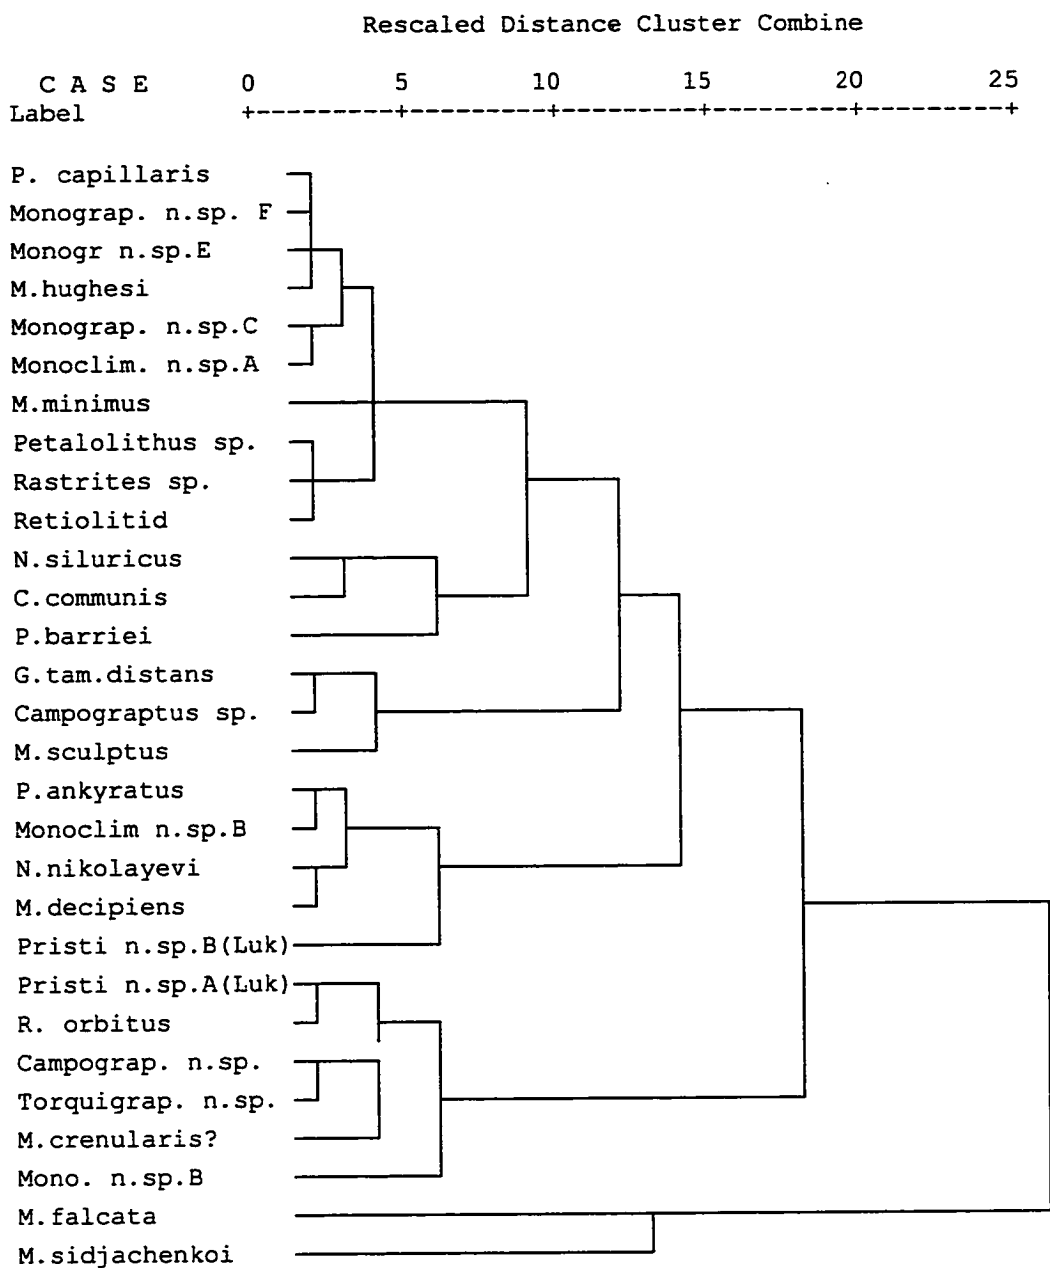 Rescaled Distance Cluster Combine
C A S E 0 5 10 15 20 25
Label +---------+---------+---------+---------+---------+
P. capillaris
Monograp. n.sp. F
Monogr n.sp.E
M.hughesi
Monograp. n.sp.C
Monoclim. n.sp.A
M.minimus
Petalolithus sp.
Rastrites sp.
Retiolitid
N.siluricus
C.communis
P.barriei
G.tam.distans
Campograptus sp.
M.sculptus
P.ankyratus
Monoclim n.sp.B
N.nikolayevi
M.decipiens
Pristi n.sp.B(Luk)
Pristi n.sp.A(Luk)
R. orbitus
Campograp. n.sp.
Torquigrap. n.sp.
M.crenularis?
Mono. n.sp.B
M.falcata
M.sidjachenkoi